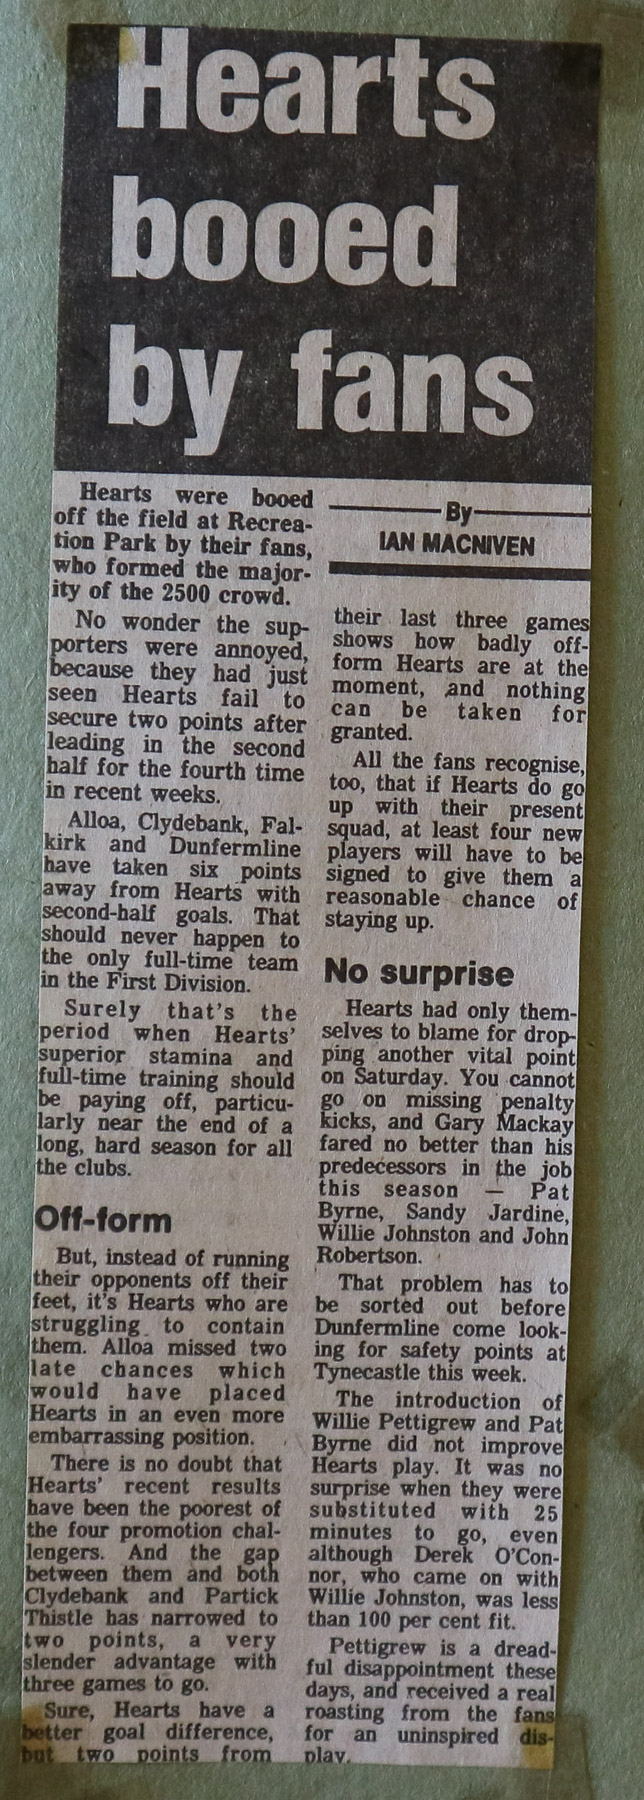 Hearts
booed
by fans
Hearts were booed
off the field at Recrea-
tion Park by their fans,
who formed the major-
ity of the 2500 crowd.
No wonder the sup-
porters were annoyed,
because they had just
seen Hearts fail to
secure two points after
leading in the second
half for the fourth time
in recent weeks.
Alloa, Clydebank, Fal-
kirk and Dunfermline
have taken six points
away from Hearts with
second-half goals. That
should never happen to
the only full-time team
in the First Division.
Surely that's the
period when Hearts'
superior stamina and
full-time training should
be paying off, particu-
larly near the end of a
long, hard season for all
the clubs.
Off-form
But, instead of running
their opponents off their
feet, it's Hearts who are
struggling to contain
them. Alloa missed two
late chances which
would have placed
Hearts in an even more
embarrassing position.
There is no doubt that
Hearts' recent results
have been the poorest of
the four promotion chal-
lengers. And the gap
between them and both
Clydebank and Partick
Thistle has narrowed to
two points, a very
slender advantage with
three games to go.
Sure, Hearts have a
better goal difference,
but two points from
By
IAN MACNIVEN
their last three games
shows how badly off-
form Hearts are at the
moment, and nothing
can be taken for
granted.
All the fans recognise,
too, that if Hearts do go
up with their present
squad, at least four new
players will have to be
signed to give them a
reasonable chance of
staying up.
No surprise
Hearts had only them-
selves to blame for drop-
ping another vital point
on Saturday. You cannot
go on missing penalty
kicks, and Gary Mackay
fared no better than his
predecessors in the job
this season — Pat
Byrne, Sandy Jardine,
Willie Johnston and John
Robertson.
That problem has to
be sorted out before
Dunfermline come look-
ing for safety points at
Tynecastle this week.
The introduction of
Willie Pettigrew and Pat
Byrne did not improve
Hearts play. It was no
surprise when they were
substituted with 25
minutes to go, even
although Derek O'Con-
nor, who came on with
Willie Johnston, was less
than 100 per cent fit.
Pettigrew is a dread-
ful disappointment these
days, and received a real
roasting from the fans
for an uninspired dis-
play.